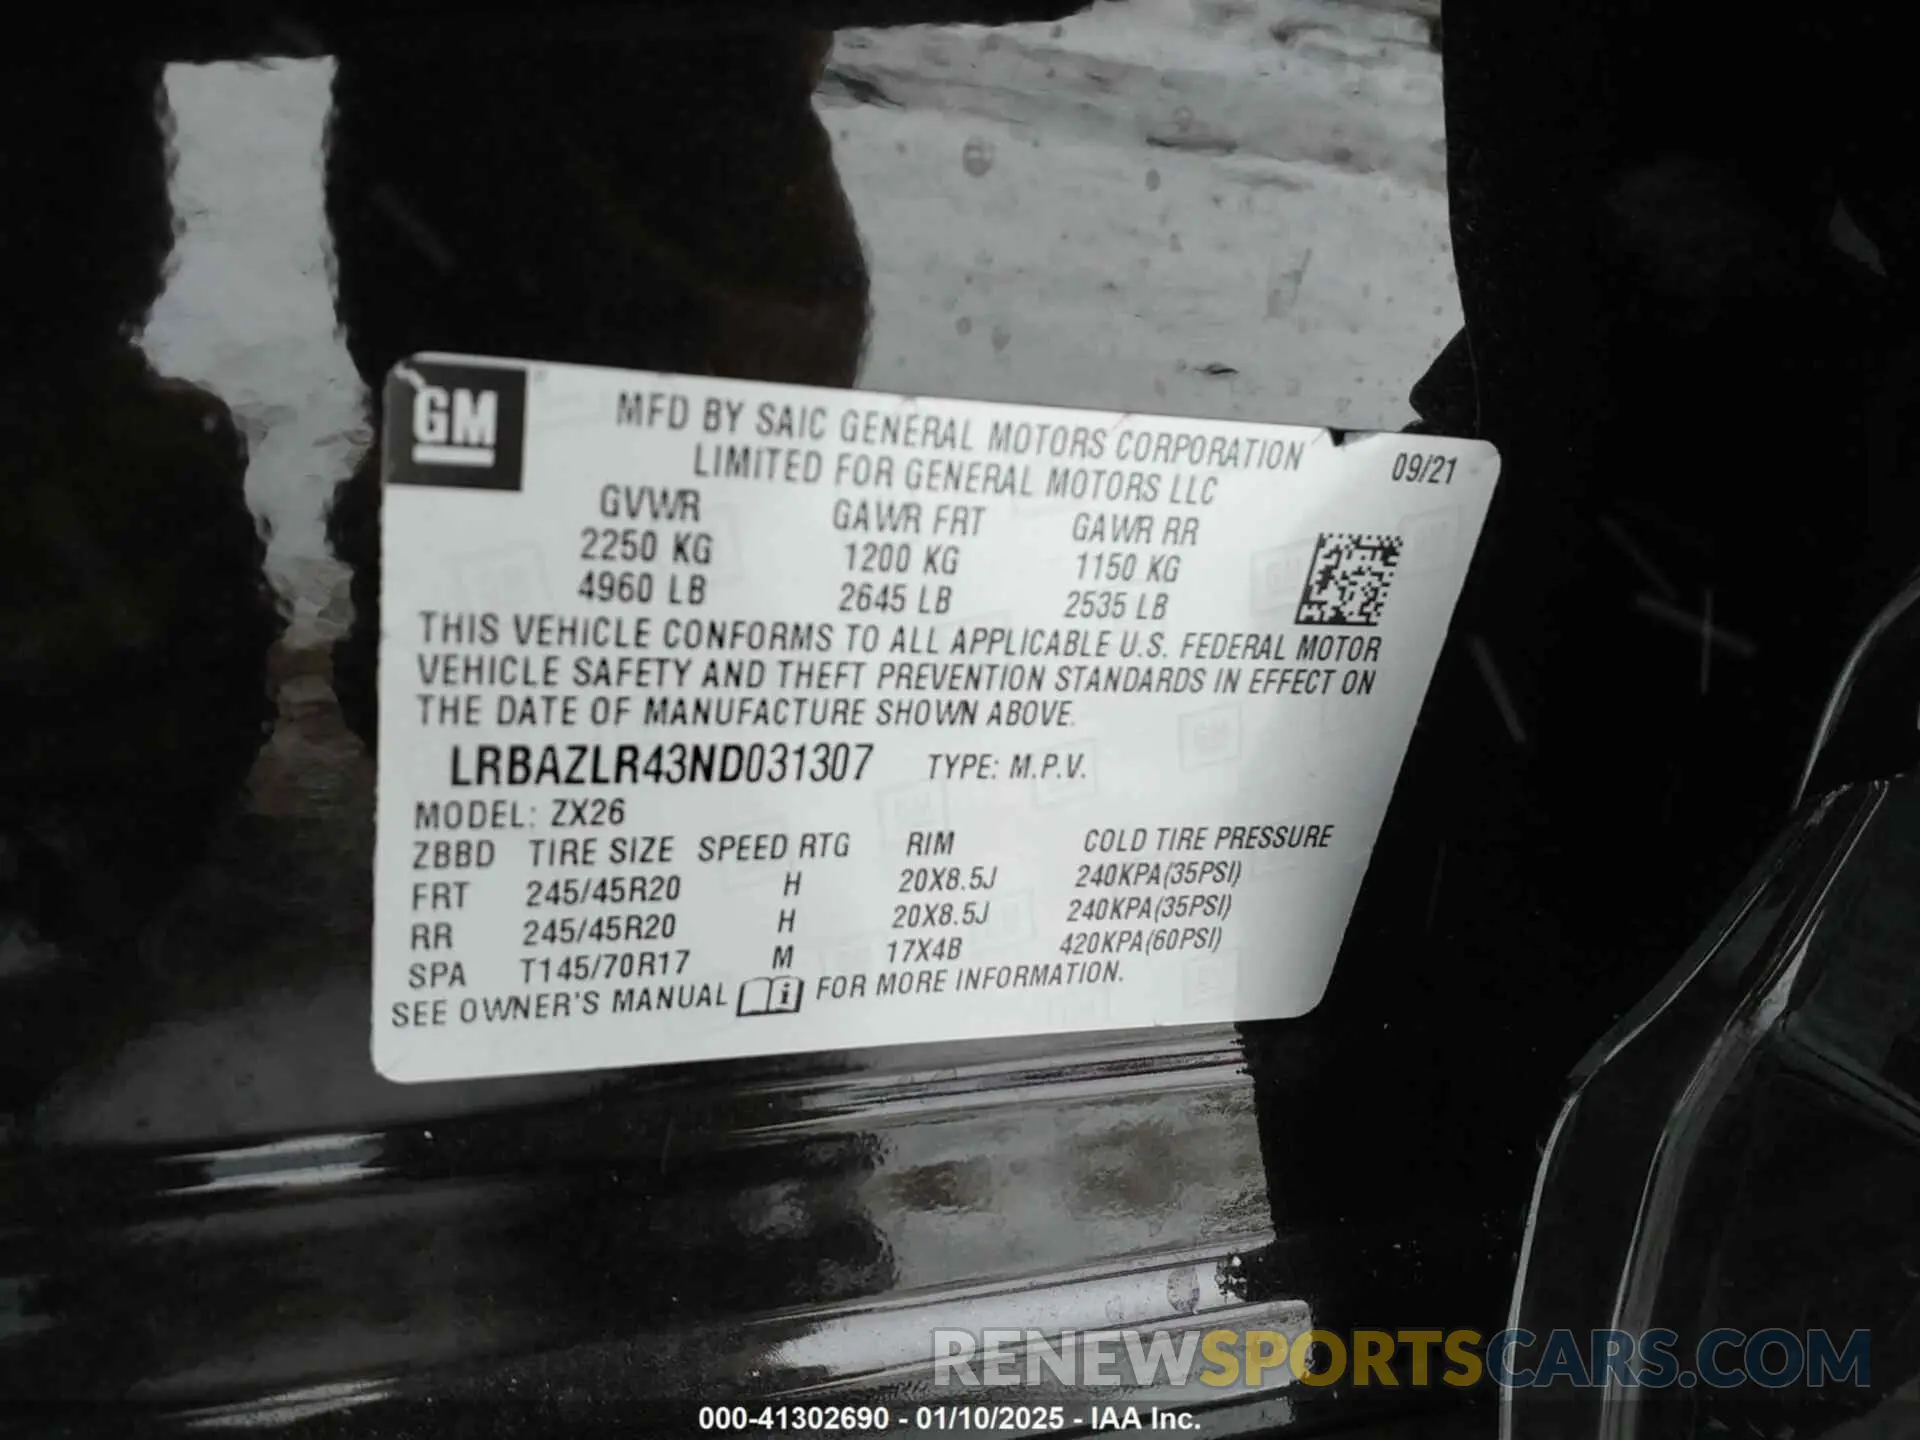 GM
MFD BY SAIC GENERAL MOTORS CORPORATION
LIMITED FOR GENERAL MOTORS LLC
09/21
GVWR GAWR FRT GAWR RR
2250 KG 1200 KG 1150 KG
4960 LB 2645 LB 2535 LB
THIS VEHICLE CONFORMS TO ALL APPLICABLE U.S. FEDERAL MOTOR
VEHICLE SAFETY AND THEFT PREVENTION STANDARDS IN EFFECT ON
THE DATE OF MANUFACTURE SHOWN ABOVE.
LRBAZLR43ND031307 TYPE: M.P.V.
MODEL: ZX26
ZBBD TIRE SIZE SPEED RTG RIM COLD TIRE PRESSURE
FRT 245/45R20 H 20X8.5J 240KPA(35PSI)
RR 245/45R20 H 20X8.5J 240KPA(35PSI)
SPA T145/70R17 M 17X4B 420KPA(60PSI)
SEE OWNER'S MANUAL i FOR MORE INFORMATION.
RENEWSPORTSCARS.COM
000-41302690 - 01/10/2025 - IAA Inc.